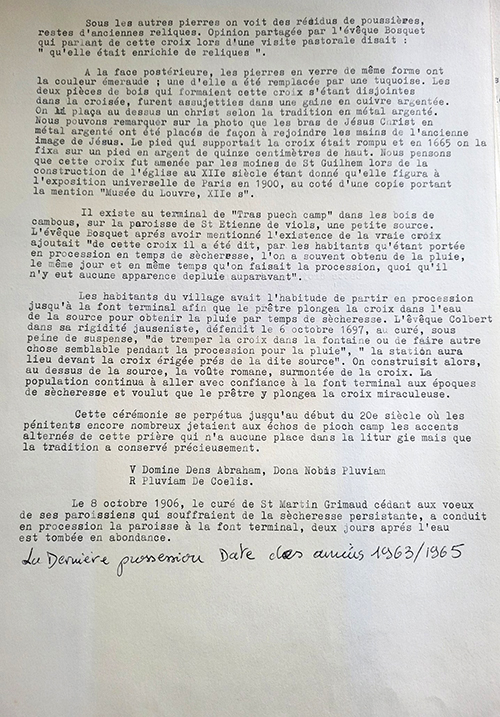 Sous les autres pierres on voit des résidus de poussières,
restes d'anciennes reliques. Opinion partagée par l'évêque Bosquet
qui parlant de cette croix lors d'une visite pastorale disait :
" qu'elle était enrichie de reliques ".
A la face postérieure, les pierres en verre de même forme ont
la couleur émeraude ; une d'elle a été remplacée par une tuquoise. Les
deux pièces de bois qui formaient cette croix s'étant disjointes
dans la croisée, furent assujetties dans une gaine en cuivre argentée.
On plaça au dessus un christ selon la tradition en métal argenté.
Nous pouvons remarquer sur la photo que les bras de Jésus Christ en
métal argenté ont été placés de façon à rejoindre les mains de l'ancienne
image de Jésus. Le pied qui supportait la croix était rompu et en 1665 on la
fixa sur un pied en argent de quinze centimètres de haut. Nous pensons
que cette croix fut amenée par les moines de St Guilhem lors de la
construction de l'église au XIIe siècle étant donné qu'elle figura à
l'exposition universelle de Paris en 1900, au coté d'une copie portant
la mention "Musée du Louvre, XIIe s".
Il existe au terminal de "Tras puech camp" dans les bois de
cambous, sur la paroisse de St Etienne de viols, une petite source.
L'évêque Bosquet aprés avoir mentionné l'existence de la vraie croix
ajoutait "de cette croix il a été dit, par les habitants qu'étant portée
en procession en temps de sècheresse, l'on a souvent obtenu de la pluie,
le même jour et en même temps qu'on faisait la procession, quoi qu'il
n'y eut aucune apparence depluie auparavant".
Les habitants du village avait l'habitude de partir en procession
jusqu'à la font terminal afin que le prêtre plongea la croix dans l'eau
de la source pour obtenir la pluie par temps de sècheresse. L'évêque Colbert
dans sa rigidité jauseniste, défendit le 6 octobre 1697, au curé, sous
peine de suspense, "de tremper la croix dans la fontaine ou de faire autre
chose semblable pendant la procession pour la pluie", " la station aura
lieu devant la croix érigée prés de la dite source". On construisit alors,
au dessus de la source, la voûte romane, surmontée de la croix. La
population continua à aller avec confiance à la font terminal aux époques
de sècheresse et voulut que le prêtre y plongea la croix miraculeuse.
Cette cérémonie se perpétua jusqu'au début du 20e siècle où les
pénitents encore nombreux jetaient aux échos de pioch camp les accents
alternés de cette prière qui n'a aucune place dans la litur gie mais que
la tradition a conservé précieusement.
V Domine Dens Abraham, Dona Nobis Pluviam
R Pluviam De Coelis.
Le 8 octobre 1906, le curé de St Martin Grimaud cédant aux voeux
de ses paroissiens qui souffraient de la sècheresse persistante, a conduit
en procession la paroisse à la font terminal, deux jours aprés l'eau
est tombée en abondance.
La Dernière possession Date des années 1963/1965